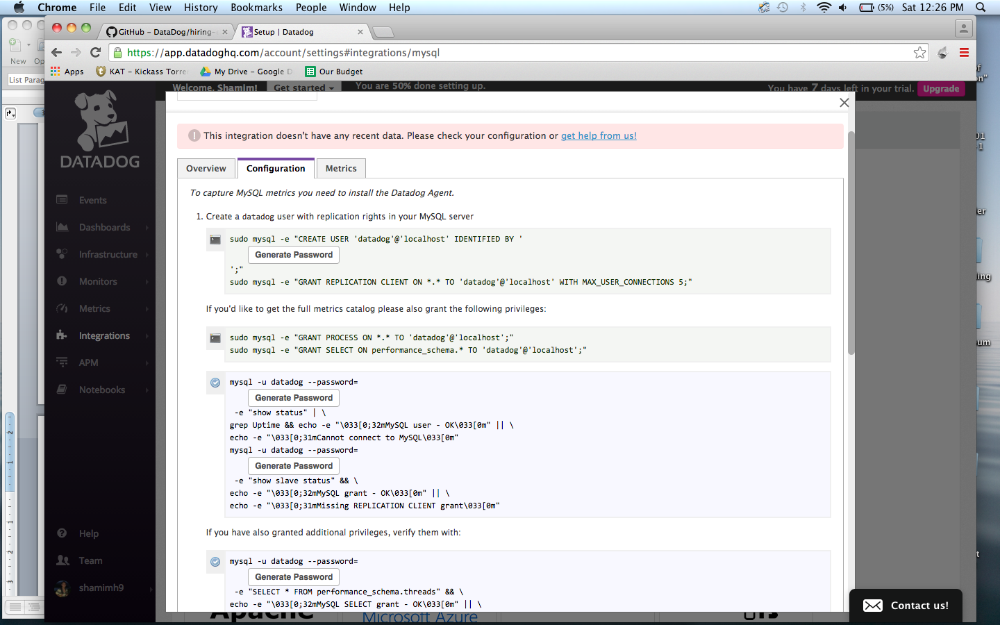 Chrome File Edit View History Bookmarks People Window Help (5%) Sat 12:26 PM
GitHub - DataDog/hiring- Setup | Datadog
https://app.datadoghq.com/account/settings#integrations/mysql
New
Apps KAT - Kickass Torre My Drive - Google D Our Budget
List Parag
Welcome, Shamim! Get started You are 50% done setting up. You have 7 days left in your trial. Upgrade
This integration doesn't have any recent data. Please check your configuration or get help from us!
DATADOG
Overview Configuration Metrics
To capture MySQL metrics you need to install the Datadog Agent.
Events
1. Create a datadog user with replication rights in your MySQL server
Dashboards
sudo mysql -e "CREATE USER 'datadog'@'localhost' IDENTIFIED BY '
Infrastructure
Generate Password
';"
Monitors
sudo mysql -e "GRANT REPLICATION CLIENT ON *.* TO 'datadog'@'localhost' WITH MAX_USER_CONNECTIONS 5;"
Metrics
If you'd like to get the full metrics catalog please also grant the following privileges:
Integrations
sudo mysql -e "GRANT PROCESS ON *.* TO 'datadog'@'localhost';"
sudo mysql -e "GRANT SELECT ON performance_schema.* TO 'datadog'@'localhost';"
APM
Notebooks
mysql -u datadog --password=
Generate Password
-e "show status" | \
grep Uptime && echo -e "\033[0;32mMySQL user - OK\033[0m" || \
echo -e "\033[0;31mCannot connect to MySQL\033[0m"
mysql -u datadog --password=
Generate Password
-e "show slave status" && \
echo -e "\033[0;32mMySQL grant - OK\033[0m" || \
echo -e "\033[0;31mMissing REPLICATION CLIENT grant\033[0m"
If you have also granted additional privileges, verify them with:
Help
Team
mysql -u datadog --password=
Generate Password
shamimh9
-e "SELECT * FROM performance_schema.threads" && \
echo -e "\033[0;32mMySQL SELECT grant - OK\033[0m" || \
Contact us!
Apache
Microsoft Azure